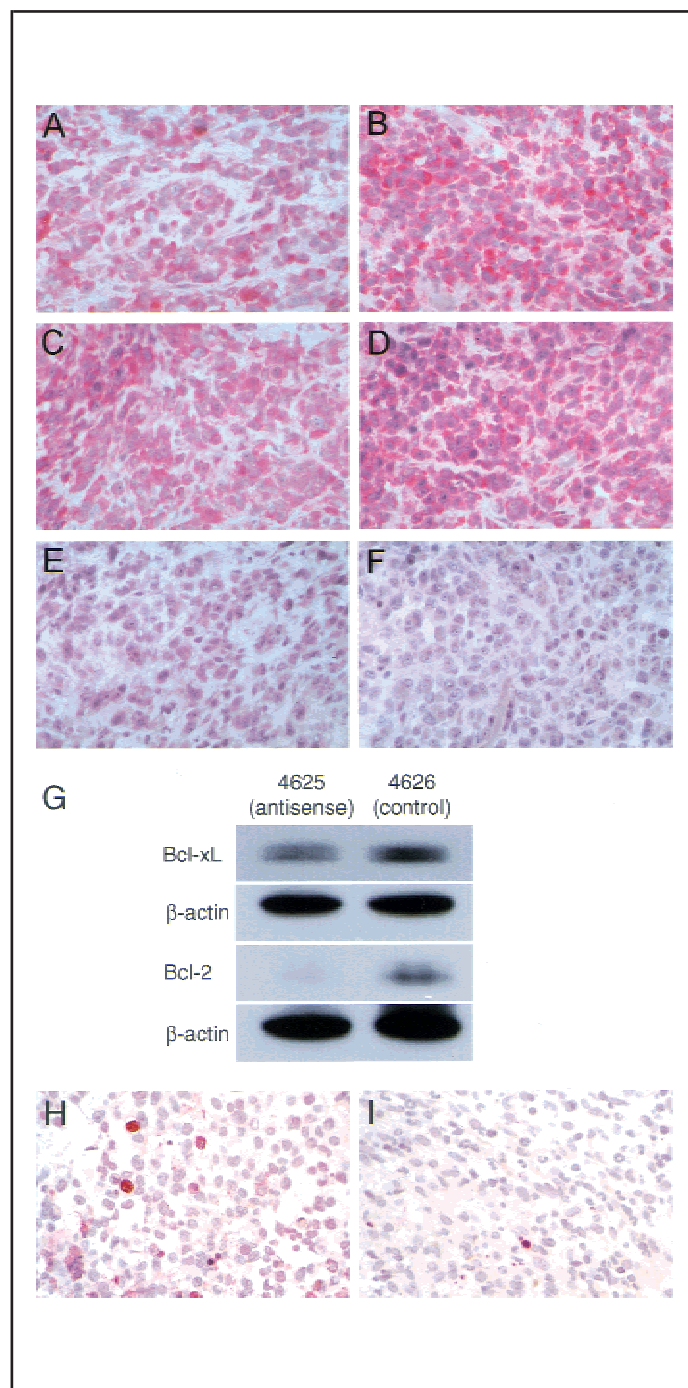 A
B
C
D
E
F
G
4625 4626
(antisense) (control)
Bcl-xL
β-actin
Bcl-2
β-actin
H
I